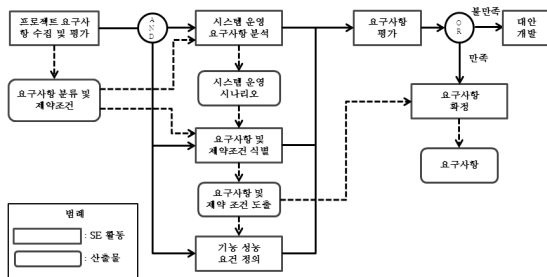 프로젝트 요구사
항 수집 및 평가
AND
시스템 운영
요구사항 분석
요구사항
평가
OR
불만족
대안
개발
만족
요구사항 분류 및
제약조건
시스템 운영
시나리오
요구사항
확정
요구사항 및
제약조건 식별
요구사항
요구사항 및
제약 조건 도출
기능 성능
요건 정의
범례
: SE 활동
: 산출물